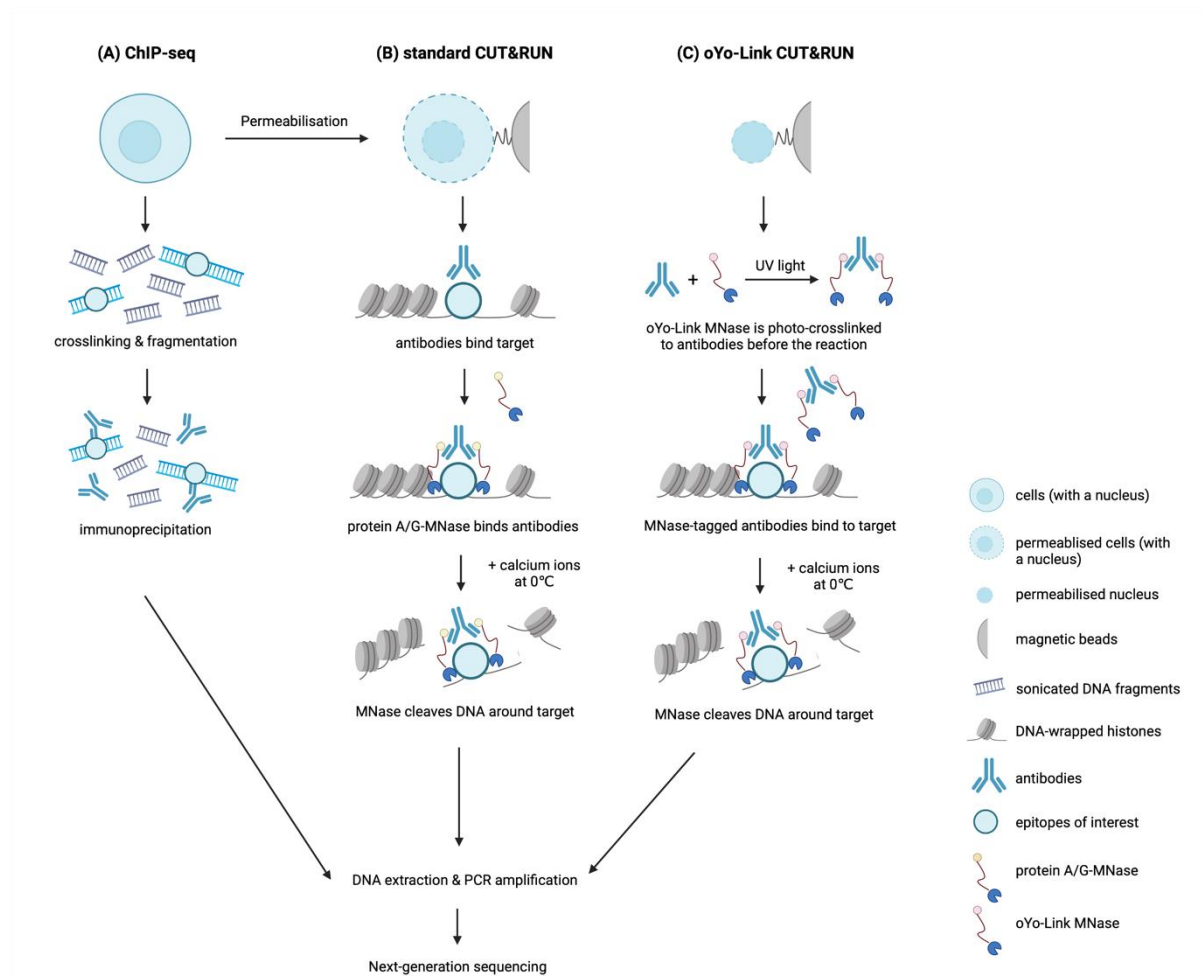 (A) ChIP-seq
(B) standard CUT&RUN
(C) oYo-Link CUT&RUN
Permeabilisation
crosslinking & fragmentation
immunoprecipitation
antibodies bind target
protein A/G-MNase binds antibodies
+ calcium ions
at 0℃
MNase cleaves DNA around target
+
UV light
oYo-Link MNase is photo-crosslinked
to antibodies before the reaction
MNase-tagged antibodies bind to target
+ calcium ions
at 0℃
MNase cleaves DNA around target
DNA extraction & PCR amplification
Next-generation sequencing
cells (with a nucleus)
permeablised cells (with
a nucleus)
permeabilised nucleus
magnetic beads
sonicated DNA fragments
DNA-wrapped histones
antibodies
epitopes of interest
protein A/G-MNase
oYo-Link MNase